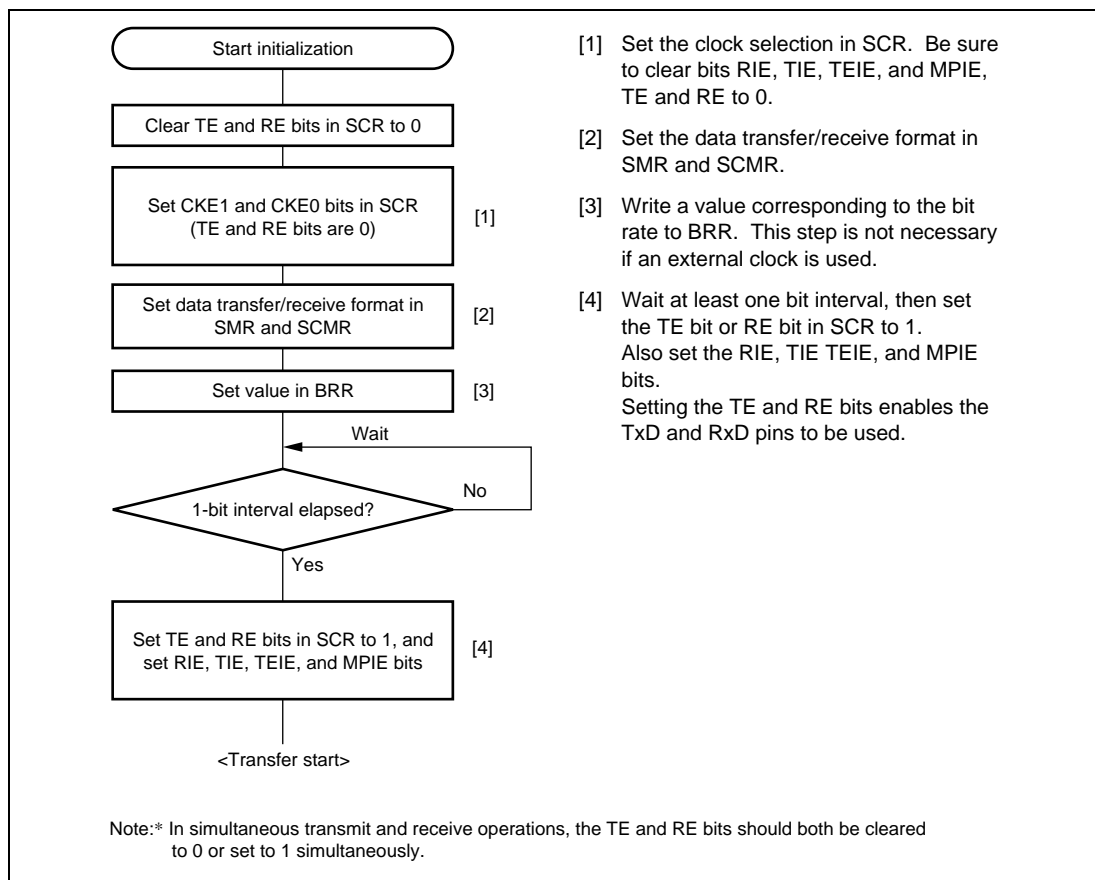 Start initialization
Clear TE and RE bits in SCR to 0
Set CKE1 and CKE0 bits in SCR
(TE and RE bits are 0)
[1]
Set data transfer/receive format in
SMR and SCMR
[2]
Set value in BRR
[3]
Wait
No
1-bit interval elapsed?
Yes
Set TE and RE bits in SCR to 1, and
set RIE, TIE, TEIE, and MPIE bits
[4]
<Transfer start>
[1] Set the clock selection in SCR. Be sure
to clear bits RIE, TIE, TEIE, and MPIE,
TE and RE to 0.
[2] Set the data transfer/receive format in
SMR and SCMR.
[3] Write a value corresponding to the bit
rate to BRR. This step is not necessary
if an external clock is used.
[4] Wait at least one bit interval, then set
the TE bit or RE bit in SCR to 1.
Also set the RIE, TIE TEIE, and MPIE
bits.
Setting the TE and RE bits enables the
TxD and RxD pins to be used.
Note:* In simultaneous transmit and receive operations, the TE and RE bits should both be cleared
to 0 or set to 1 simultaneously.